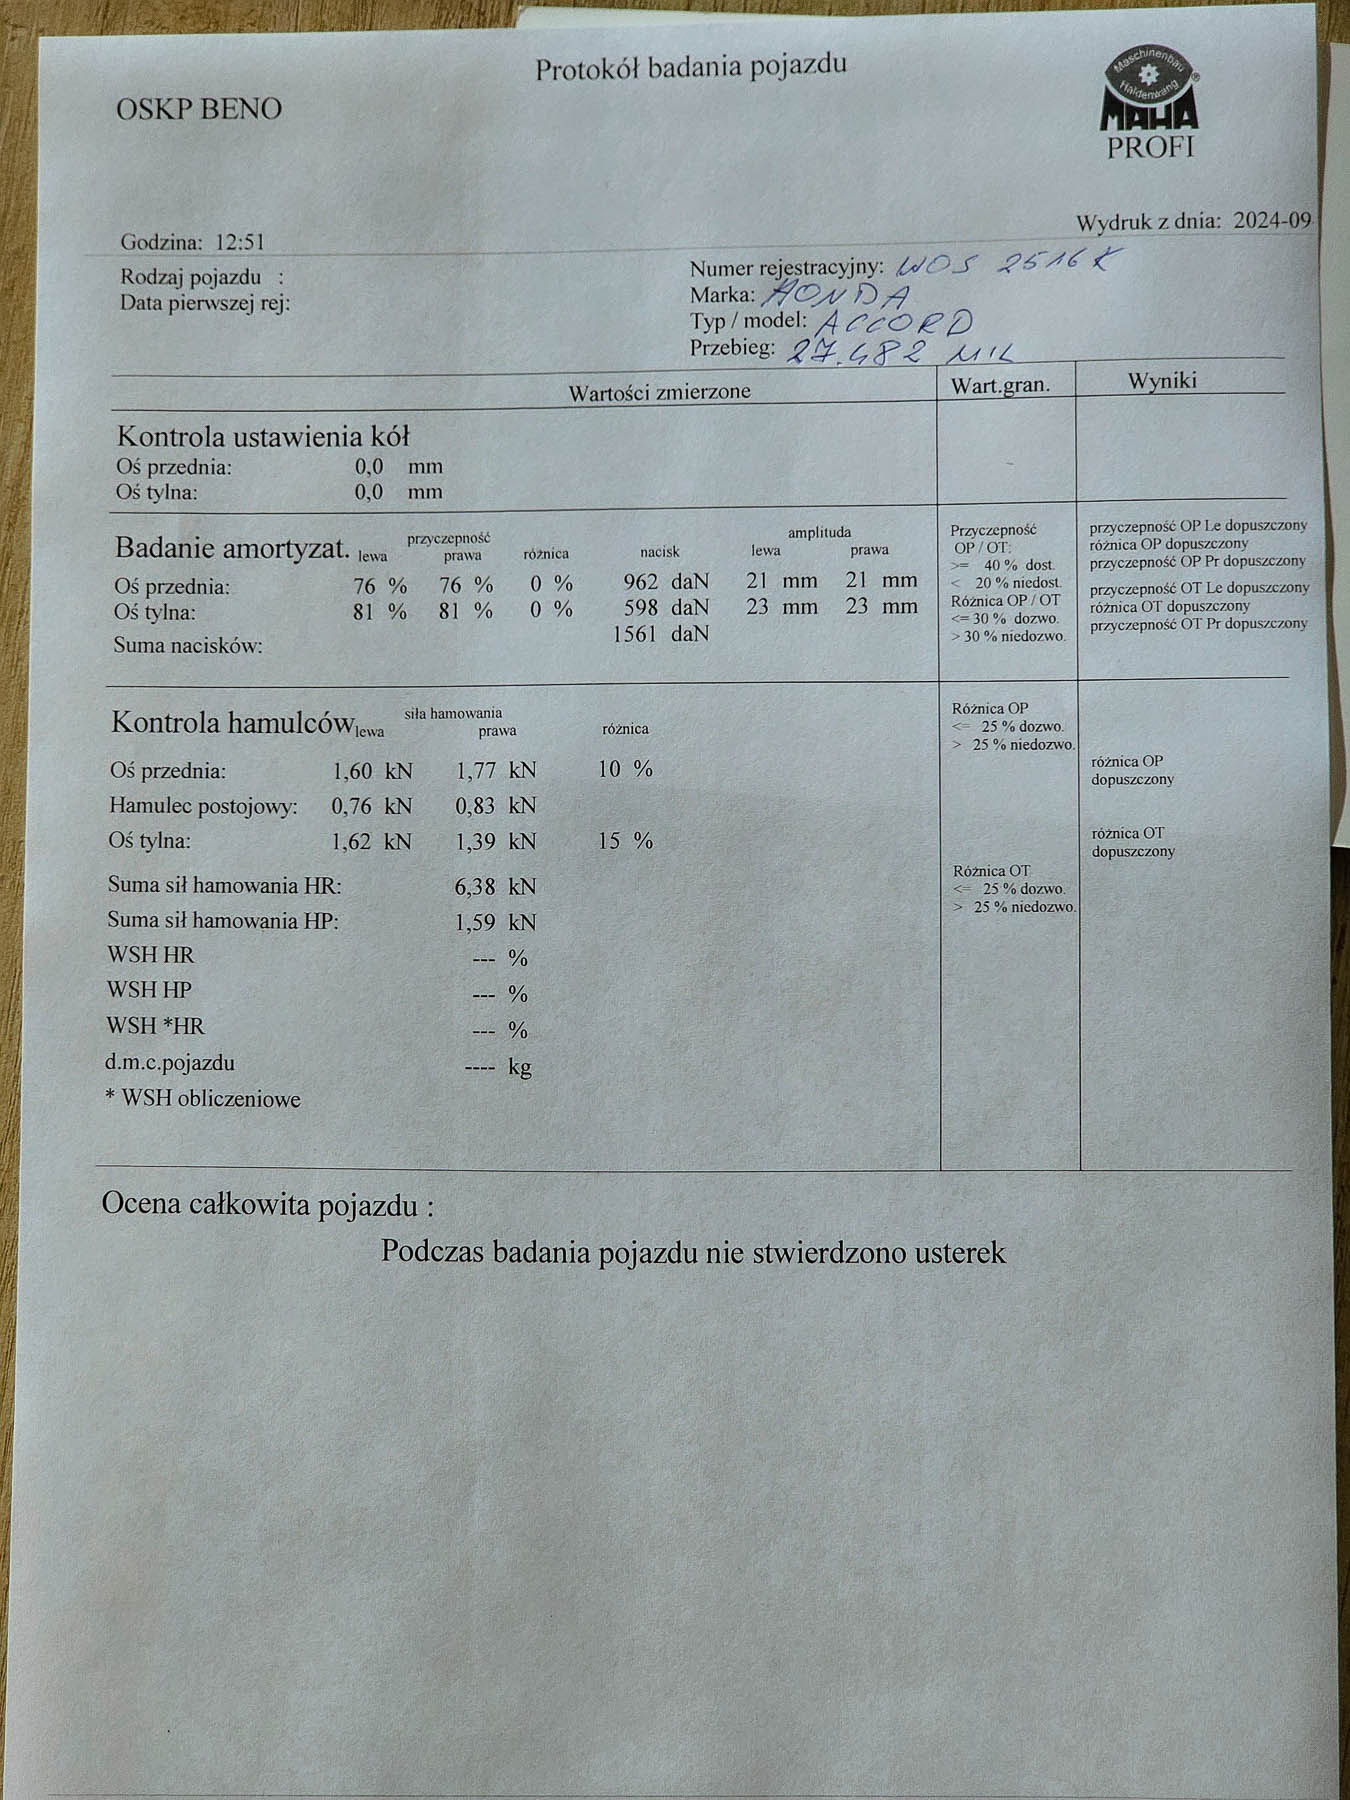 Protokół badania pojazdu
OSKP BENO
Maschinenbau
Haldenwang
®
MAHA
PROFI
Wydruk z dnia: 2024-09
Godzina: 12:51
Rodzaj pojazdu :
Data pierwszej rej:
Numer rejestracyjny: WOS 2516K
Marka: HONDA
Typ / model: ACCORD
Przebieg: 27.482 MIL
Wartości zmierzone Wart.gran. Wyniki
Kontrola ustawienia kół
Oś przednia: 0,0 mm
Oś tylna: 0,0 mm
Badanie amortyzat. przyczepność amplituda
lewa prawa różnica nacisk lewa prawa
Oś przednia: 76 % 76 % 0 % 962 daN 21 mm 21 mm
Oś tylna: 81 % 81 % 0 % 598 daN 23 mm 23 mm
Suma nacisków: 1561 daN
Przyczepność
OP / OT:
>= 40 % dost.
< 20 % niedost.
Różnica OP / OT
<= 30 % dozwo.
> 30 % niedozwo.
przyczepność OP Le dopuszczony
różnica OP dopuszczony
przyczepność OP Pr dopuszczony
przyczepność OT Le dopuszczony
różnica OT dopuszczony
przyczepność OT Pr dopuszczony
Kontrola hamulców siła hamowania
lewa prawa różnica
Oś przednia: 1,60 kN 1,77 kN 10 %
Hamulec postojowy: 0,76 kN 0,83 kN
Oś tylna: 1,62 kN 1,39 kN 15 %
Suma sił hamowania HR: 6,38 kN
Suma sił hamowania HP: 1,59 kN
WSH HR --- %
WSH HP --- %
WSH *HR --- %
d.m.c.pojazdu ---- kg
* WSH obliczeniowe
Różnica OP
<= 25 % dozwo.
> 25 % niedozwo.
Różnica OT
<= 25 % dozwo.
> 25 % niedozwo.
różnica OP
dopuszczony
różnica OT
dopuszczony
Ocena całkowita pojazdu :
Podczas badania pojazdu nie stwierdzono usterek